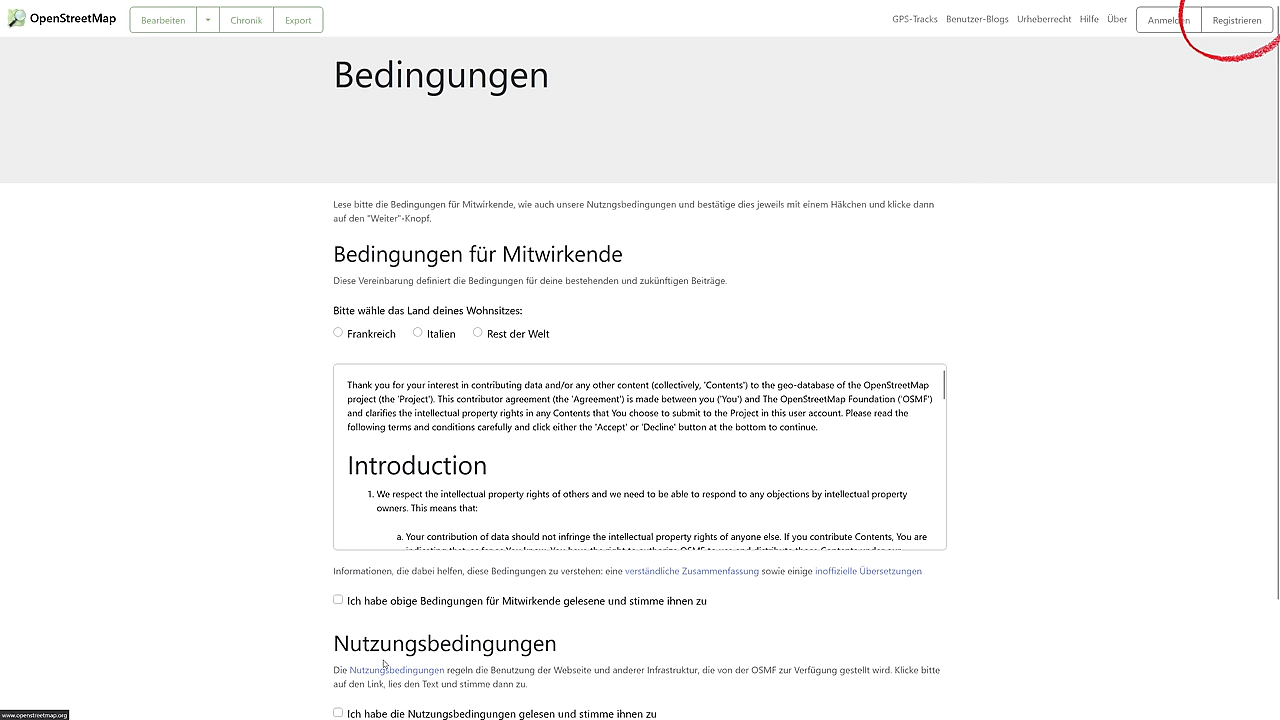 OpenStreetMap
Bearbeiten
Chronik
Export
GPS-Tracks
Benutzer-Blogs
Urheberrecht
Hilfe
Über
Anmelden
Registrieren
Bedingungen
Lese bitte die Bedingungen für Mitwirkende, wie auch unsere Nutzngsbedingungen und bestätige dies jeweils mit einem Häkchen und klicke dann
auf den "Weiter"-Knopf.
Bedingungen für Mitwirkende
Diese Vereinbarung definiert die Bedingungen für deine bestehenden und zukünftigen Beiträge.
Bitte wähle das Land deines Wohnsitzes:
Frankreich Italien Rest der Welt
Thank you for your interest in contributing data and/or any other content (collectively, 'Contents') to the geo-database of the OpenStreetMap
project (the 'Project'). This contributor agreement (the 'Agreement') is made between you ('You') and The OpenStreetMap Foundation ('OSMF')
and clarifies the intellectual property rights in any Contents that You choose to submit to the Project in this user account. Please read the
following terms and conditions carefully and click either the 'Accept' or 'Decline' button at the bottom to continue.
Introduction
1. We respect the intellectual property rights of others and we need to be able to respond to any objections by intellectual property
owners. This means that:
a. Your contribution of data should not infringe the intellectual property rights of anyone else. If you contribute Contents, You are
Informationen, die dabei helfen, diese Bedingungen zu verstehen: eine verständliche Zusammenfassung sowie einige inoffizielle Übersetzungen
Ich habe obige Bedingungen für Mitwirkende gelesene und stimme ihnen zu
Nutzungsbedingungen
Die Nutzungsbedingungen regeln die Benutzung der Webseite und anderer Infrastruktur, die von der OSMF zur Verfügung gestellt wird. Klicke bitte
auf den Link, lies den Text und stimme dann zu.
Ich habe die Nutzungsbedingungen gelesen und stimme ihnen zu
www.openstreetmap.org